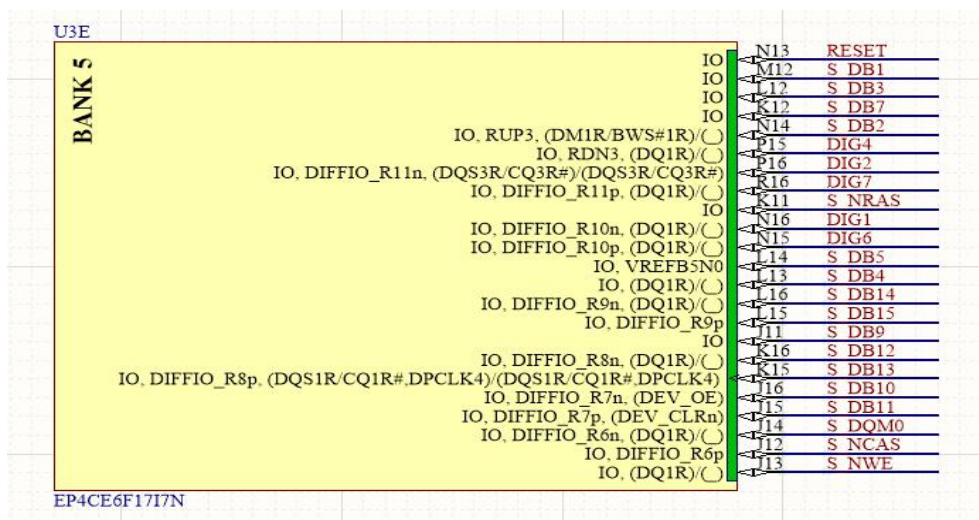 U3E
BANK 5
IO N13 RESET
IO M12 S_DB1
IO L12 S_DB3
IO K12 S_DB7
IO, RUP3, (DM1R/BWS#1R)/(_) N14 S_DB2
IO, RDN3, (DQ1R)/(_) P15 DIG4
IO, DIFFIO_R11n, (DQS3R/CQ3R#)/(DQS3R/CQ3R#) P16 DIG2
IO, DIFFIO_R11p, (DQ1R)/(_) R16 DIG7
IO K11 S_NRAS
IO, DIFFIO_R10n, (DQ1R)/(_) N16 DIG1
IO, DIFFIO_R10p, (DQ1R)/(_) N15 DIG6
IO, VREFB5N0 L14 S_DB5
IO, (DQ1R)/(_) L13 S_DB4
IO, DIFFIO_R9n, (DQ1R)/(_) L16 S_DB14
IO, DIFFIO_R9p L15 S_DB15
IO J11 S_DB9
IO, DIFFIO_R8n, (DQ1R)/(_) K16 S_DB12
IO, DIFFIO_R8p, (DQS1R/CQ1R#,DPCLK4)/(DQS1R/CQ1R#,DPCLK4) K15 S_DB13
IO, DIFFIO_R7n, (DEV_OE) J16 S_DB10
IO, DIFFIO_R7p, (DEV_CLRn) J15 S_DB11
IO, DIFFIO_R6n, (DQ1R)/(_) J14 S_DQM0
IO, DIFFIO_R6p J12 S_NCAS
IO, (DQ1R)/(_) J13 S_NWE
EP4CE6F17I7N